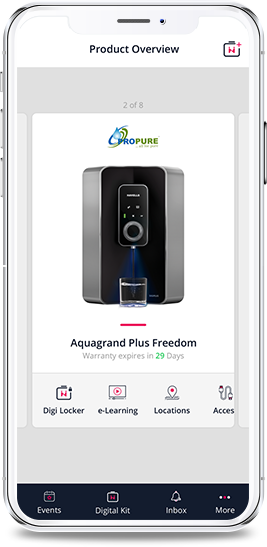 Product Overview
2 of 8
PROPURE
HAVELLS
Aquagrand Plus Freedom
Warranty expires in 29 Days
Digi Locker
e-Learning
Locations
Acces
Events
Digital Kit
Inbox
More